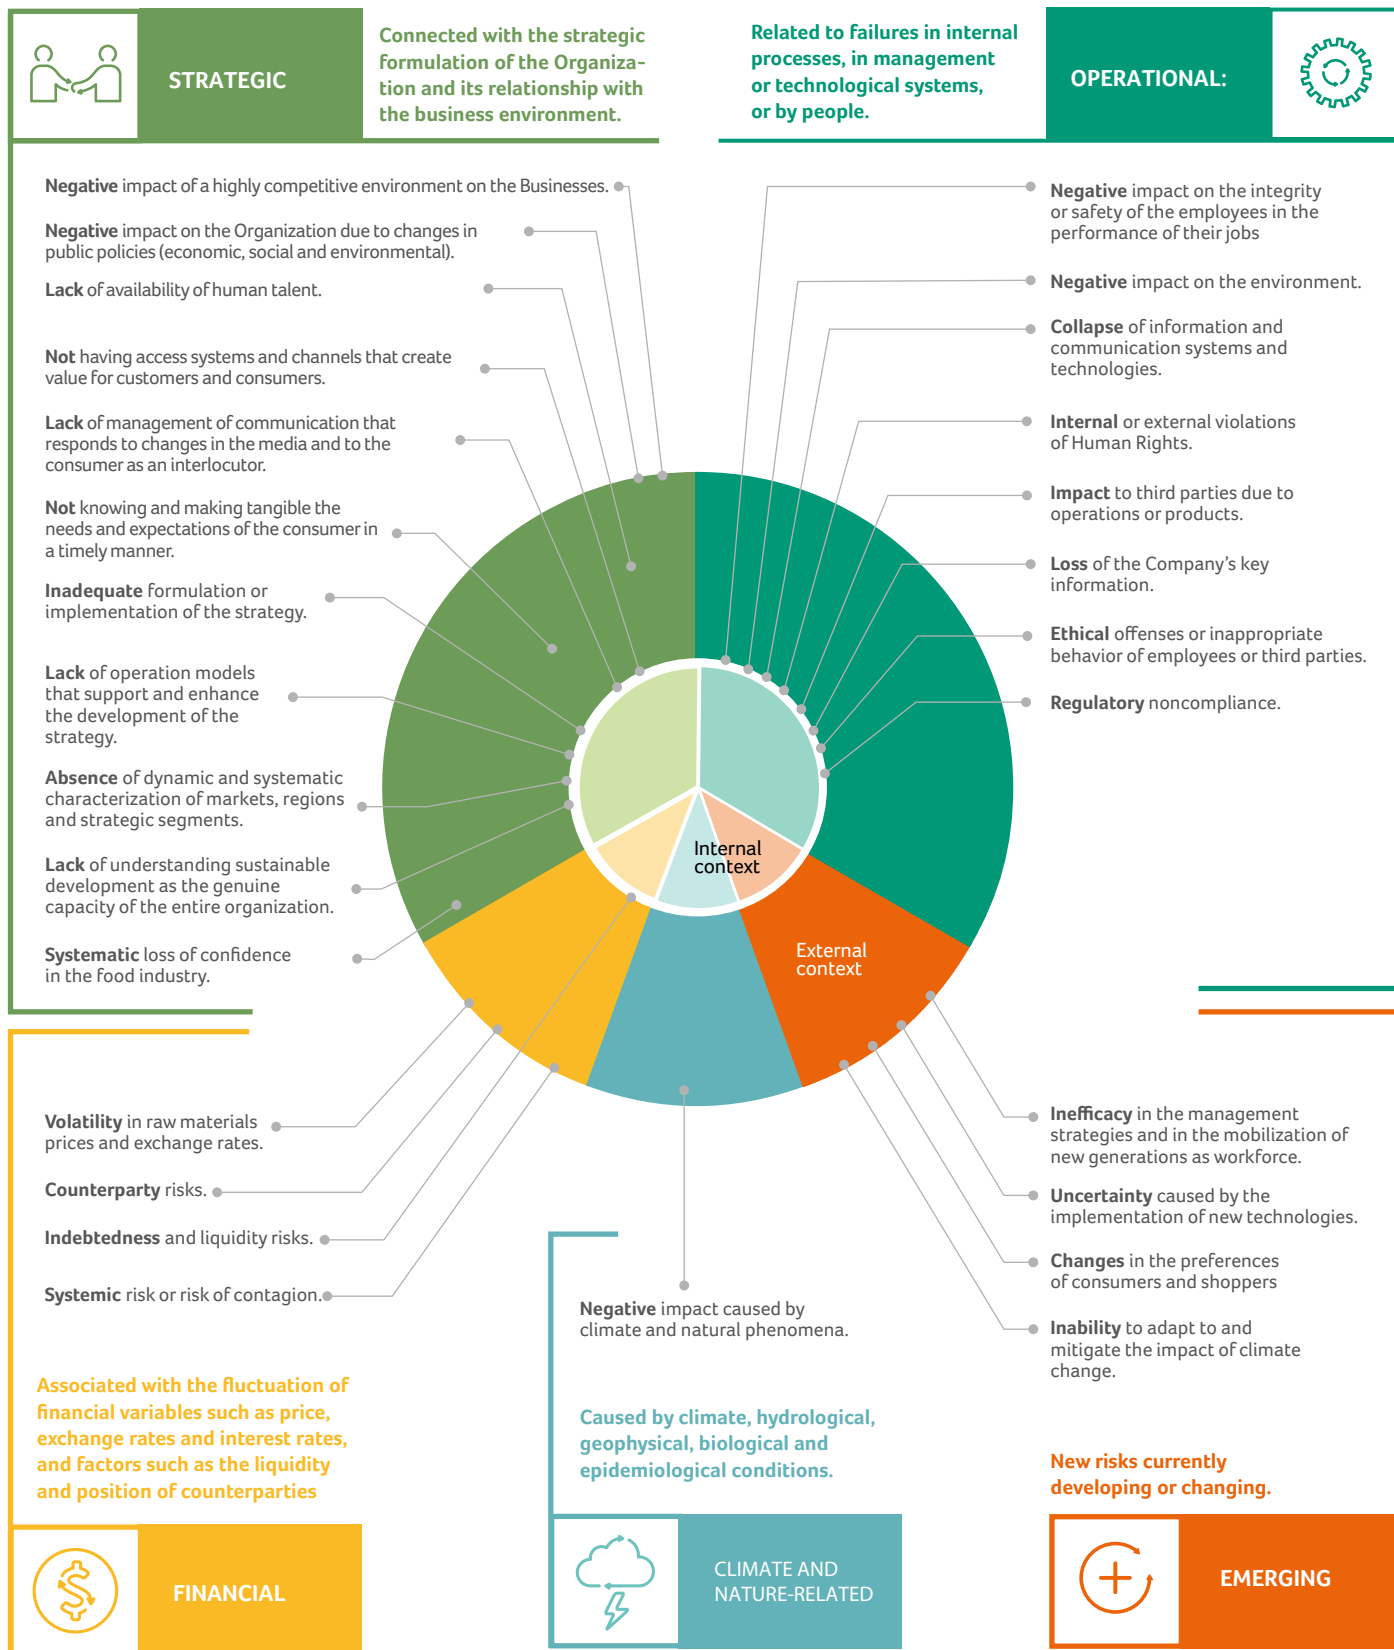 STRATEGIC
Connected with the strategic
formulation of the Organiza-
tion and its relationship with
the business environment.
Related to failures in internal
processes, in management
or technological systems,
or by people.
OPERATIONAL:
Negative impact of a highly competitive environment on the Businesses.
Negative impact on the Organization due to changes in
public policies (economic, social and environmental).
Lack of availability of human talent.
Not having access systems and channels that create
value for customers and consumers.
Lack of management of communication that
responds to changes in the media and to the
consumer as an interlocutor.
Not knowing and making tangible the
needs and expectations of the consumer in
a timely manner.
Inadequate formulation or
implementation of the strategy.
Lack of operation models
that support and enhance
the development of the
strategy.
Absence of dynamic and systematic
characterization of markets, regions
and strategic segments.
Lack of understanding sustainable
development as the genuine
capacity of the entire organization.
Systematic loss of confidence
in the food industry.
Negative impact on the integrity
or safety of the employees in the
performance of their jobs
Negative impact on the environment.
Collapse of information and
communication systems and
technologies.
Internal or external violations
of Human Rights.
Impact to third parties due to
operations or products.
Loss of the Company's key
information.
Ethical offenses or inappropriate
behavior of employees or third parties.
Regulatory noncompliance.
Internal
context
External
context
Volatility in raw materials
prices and exchange rates.
Counterparty risks.
Indebtedness and liquidity risks.
Systemic risk or risk of contagion.
Associated with the fluctuation of
financial variables such as price,
exchange rates and interest rates,
and factors such as the liquidity
and position of counterparties
FINANCIAL
Negative impact caused by
climate and natural phenomena.
Caused by climate, hydrological,
geophysical, biological and
epidemiological conditions.
CLIMATE AND
NATURE-RELATED
Inefficacy in the management
strategies and in the mobilization of
new generations as workforce.
Uncertainty caused by the
implementation of new technologies.
Changes in the preferences
of consumers and shoppers
Inability to adapt to and
mitigate the impact of climate
change.
New risks currently
developing or changing.
EMERGING